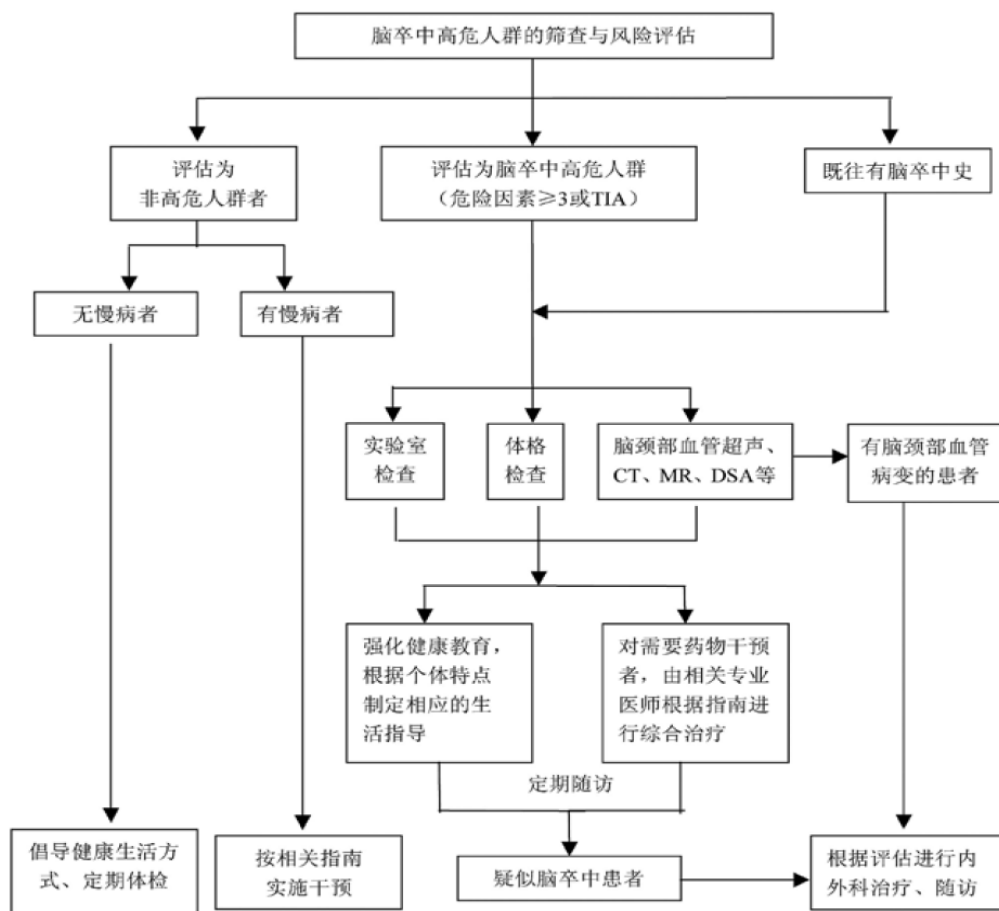 脑卒中高危人群的筛查与风险评估
评估为
非高危人群者
评估为脑卒中高危人群
（危险因素≥3或TIA）
既往有脑卒中史
无慢病者
有慢病者
实验室
检查
体格
检查
脑颈部血管超声、
CT、MR、DSA等
有脑颈部血管
病变的患者
强化健康教育，
根据个体特点
制定相应的生
活指导
对需要药物干预
者，由相关专业
医师根据指南进
行综合治疗
定期随访
倡导健康生活方
式、定期体检
按相关指南
实施干预
疑似脑卒中患者
根据评估进行内
外科治疗、随访